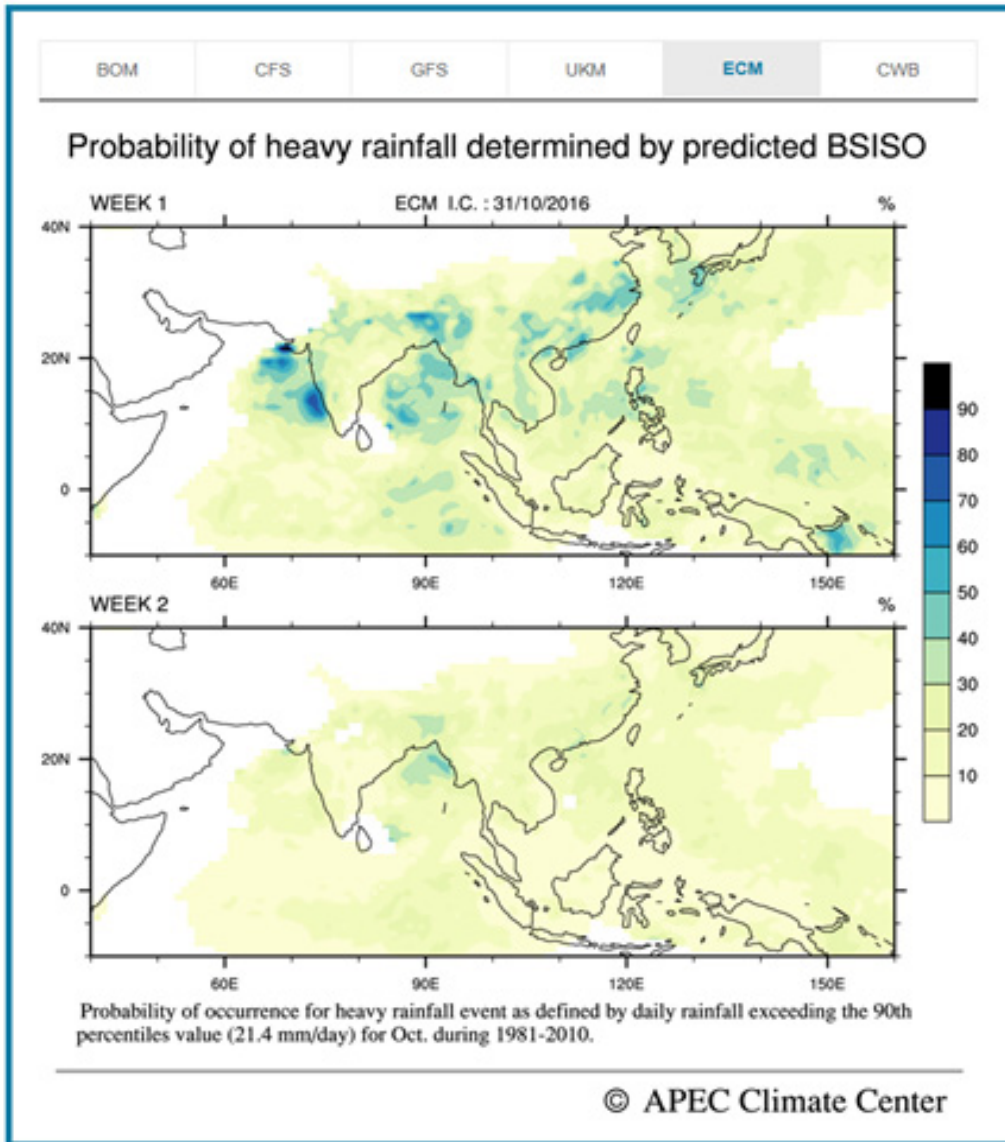 BOM CFS GFS UKM ECM CWB
Probability of heavy rainfall determined by predicted BSISO
WEEK 1 ECM I.C. : 31/10/2016 %
40N
20N
0
60E 90E 120E 150E
90
80
70
60
50
40
30
20
10
WEEK 2 %
40N
20N
0
60E 90E 120E 150E
Probability of occurrence for heavy rainfall event as defined by daily rainfall exceeding the 90th
percentiles value (21.4 mm/day) for Oct. during 1981-2010.
© APEC Climate Center